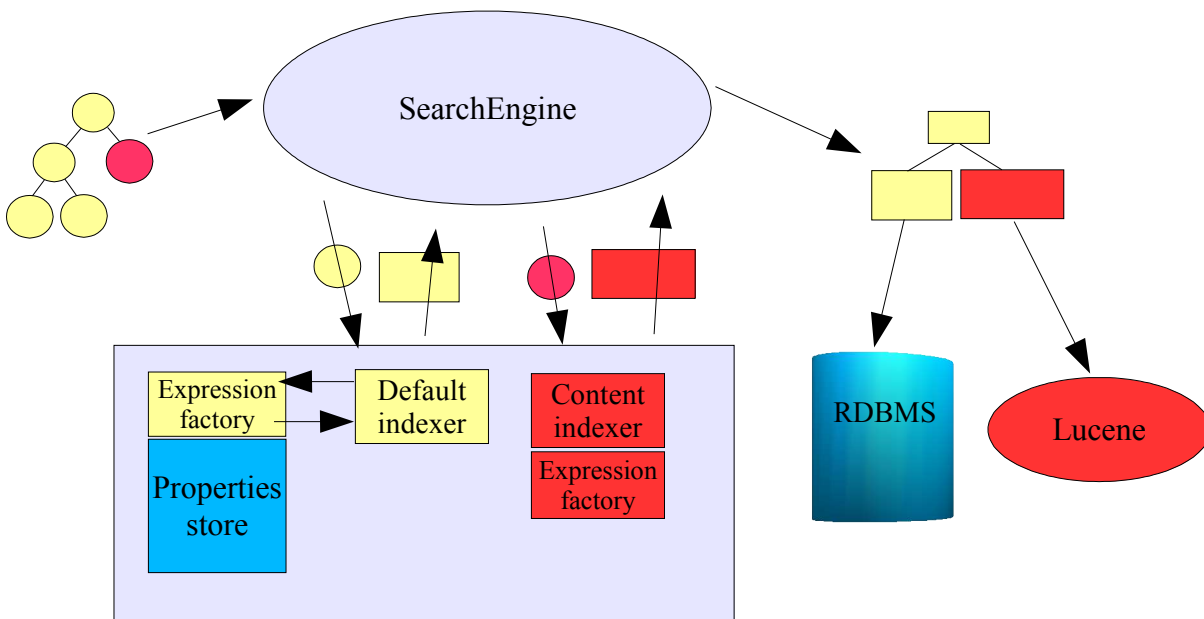 SearchEngine
Expression
factory
Default
indexer
Content
indexer
Properties
store
Expression
factory
RDBMS
Lucene